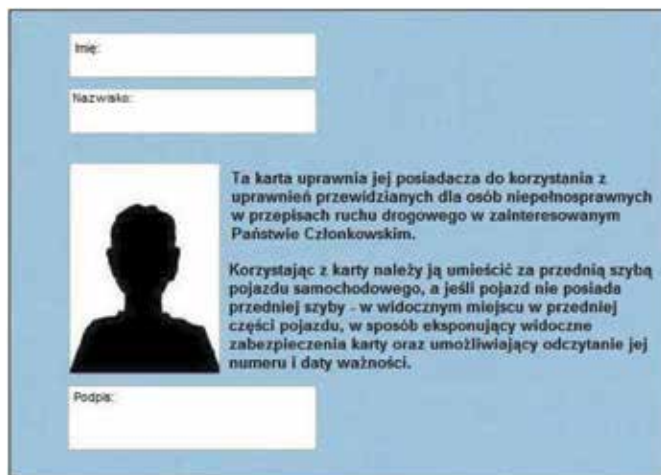 Imię:
Nazwisko:
Ta karta uprawnia jej posiadacza do korzystania z
uprawnień przewidzianych dla osób niepełnosprawnych
w przepisach ruchu drogowego w zainteresowanym
Państwie Członkowskim.
Korzystając z karty należy ją umieścić za przednią szybą
pojazdu samochodowego, a jeśli pojazd nie posiada
przedniej szyby - w widocznym miejscu w przedniej
części pojazdu, w sposób eksponujący widoczne
zabezpieczenia karty oraz umożliwiający odczytanie jej
numeru i daty ważności.
Podpis: